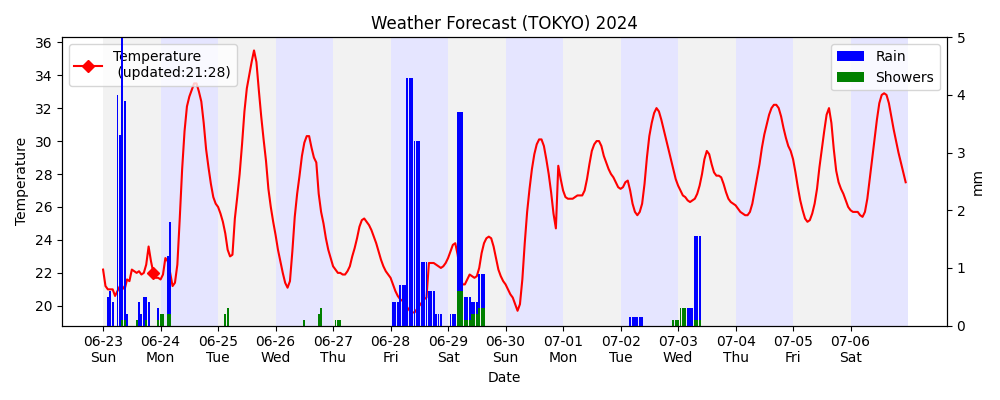 Weather Forecast (TOKYO) 2024
Temperature
(updated:21:28)
Rain
Showers
36
34
32
30
28
26
24
22
20
Temperature
5
4
3
2
1
0
mm
06-23 06-24 06-25 06-26 06-27 06-28 06-29 06-30 07-01 07-02 07-03 07-04 07-05 07-06
Sun Mon Tue Wed Thu Fri Sat Sun Mon Tue Wed Thu Fri Sat
Date